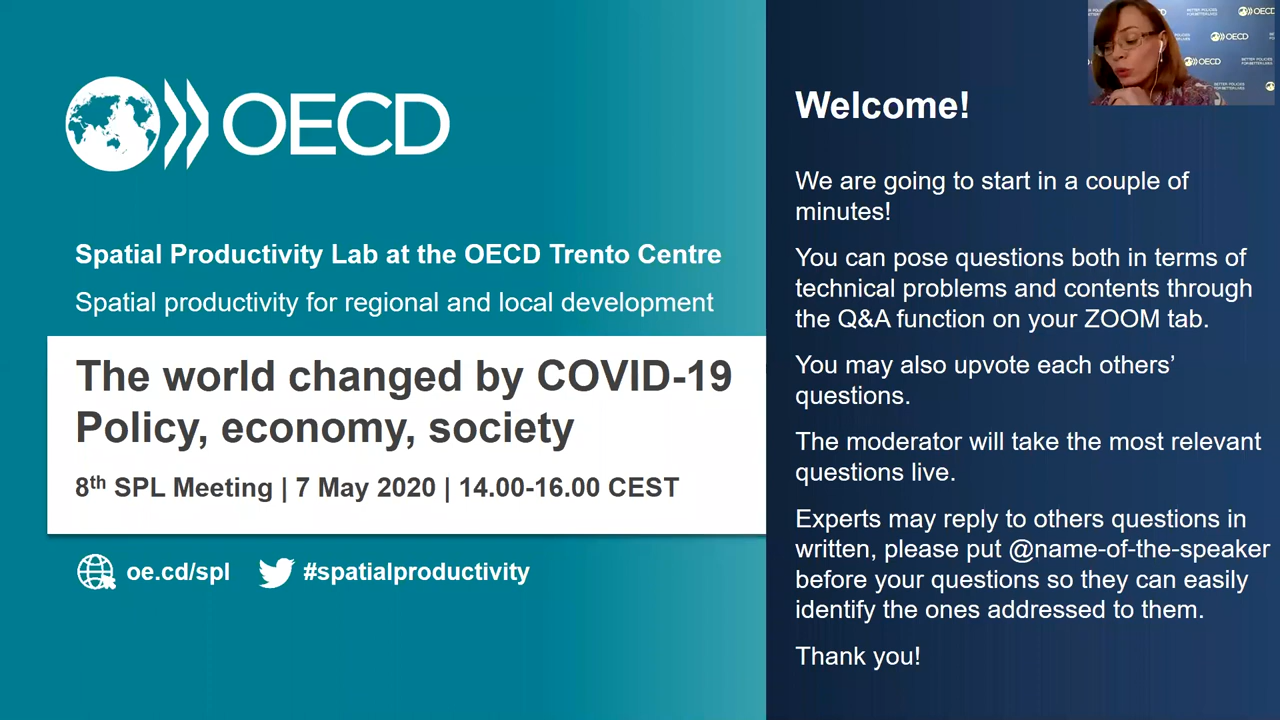 OECD
Spatial Productivity Lab at the OECD Trento Centre
Spatial productivity for regional and local development
The world changed by COVID-19
Policy, economy, society
8th SPL Meeting | 7 May 2020 | 14.00-16.00 CEST
oe.cd/spl #spatialproductivity
Welcome!
We are going to start in a couple of
minutes!
You can pose questions both in terms of
technical problems and contents through
the Q&A function on your ZOOM tab.
You may also upvote each others’
questions.
The moderator will take the most relevant
questions live.
Experts may reply to others questions in
written, please put @name-of-the-speaker
before your questions so they can easily
identify the ones addressed to them.
Thank you!
OECD
OECD
OECD
BETTER POLICIES
FOR BETTER LIVES